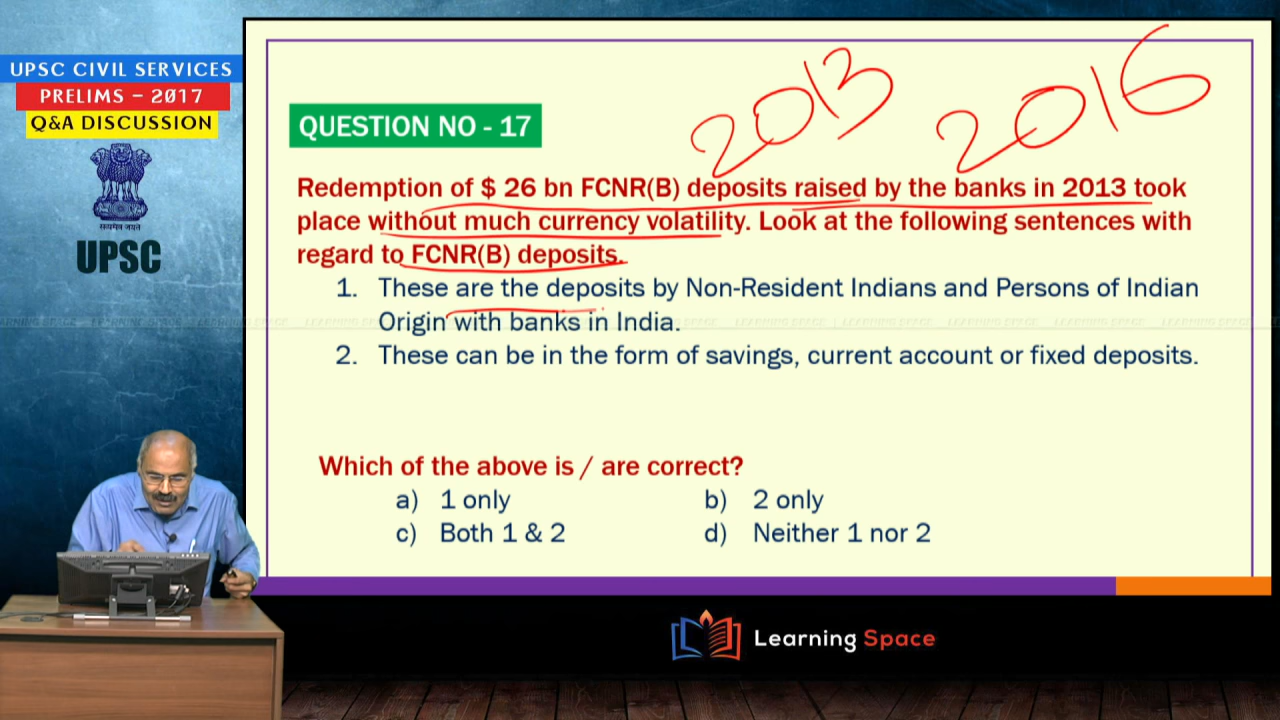 UPSC CIVIL SERVICES
PRELIMS – 2017
Q&A DISCUSSION
सत्यमेव जयते
UPSC
2013 2016
QUESTION NO - 17
Redemption of $ 26 bn FCNR(B) deposits raised by the banks in 2013 took
place without much currency volatility. Look at the following sentences with
regard to FCNR(B) deposits.
1. These are the deposits by Non-Resident Indians and Persons of Indian
Origin with banks in India.
2. These can be in the form of savings, current account or fixed deposits.
Which of the above is / are correct?
a) 1 only b) 2 only
c) Both 1 & 2 d) Neither 1 nor 2
Learning Space